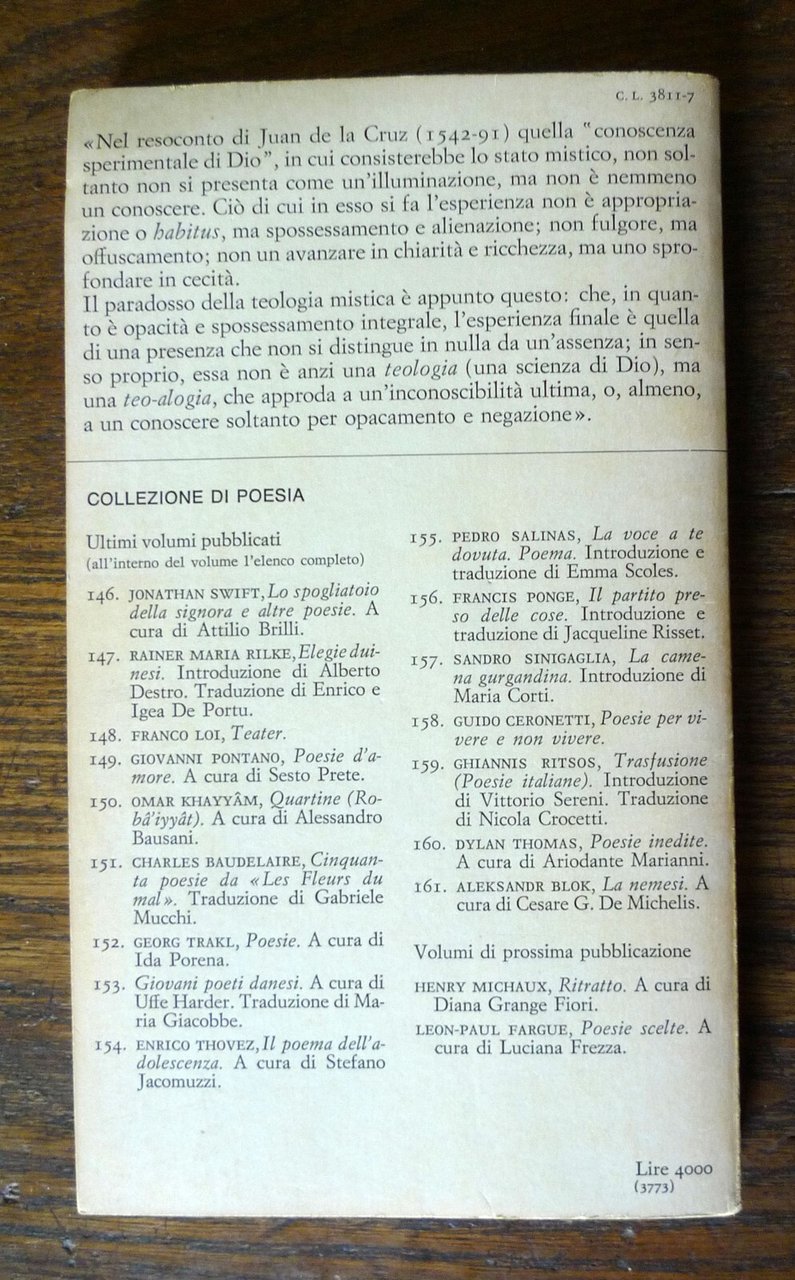 C. L. 3811-7
«Nel resoconto di Juan de la Cruz (1542-91) quella "conoscenza
sperimentale di Dio", in cui consisterebbe lo stato mistico, non sol-
tanto non si presenta come un'illuminazione, ma non è nemmeno
un conoscere. Ciò di cui in esso si fa l'esperienza non è appropria-
zione o habitus, ma spossessamento e alienazione; non fulgore, ma
offuscamento; non un avanzare in chiarità e ricchezza, ma uno spro-
fondare in cecità.
Il paradosso della teologia mistica è appunto questo: che, in quan-
to è opacità e spossessamento integrale, l'esperienza finale è quella
di una presenza che non si distingue in nulla da un'assenza; in sen-
so proprio, essa non è anzi una teologia (una scienza di Dio), ma
una teo-alogia, che approda a un'inconoscibilità ultima, o, almeno,
a un conoscere soltanto per opacamento e negazione».
COLLEZIONE DI POESIA
Ultimi volumi pubblicati
(all'interno del volume l'elenco completo)
146. JONATHAN SWIFT, Lo spogliatoio
della signora e altre poesie. A
cura di Attilio Brilli.
147. RAINER MARIA RILKE, Elegie dui-
nesi. Introduzione di Alberto
Destro. Traduzione di Enrico e
Igea De Portu.
148. FRANCO LOI, Teater.
149. GIOVANNI PONTANO, Poesie d'a-
more. A cura di Sesto Prete.
150. OMAR KHAYYÂM, Quartine (Ro-
bâ'iyyât). A cura di Alessandro
Bausani.
151. CHARLES BAUDELAIRE, Cinquan-
ta poesie da «Les Fleurs du
mal». Traduzione di Gabriele
Mucchi.
152. GEORG TRAKL, Poesie. A cura di
Ida Porena.
153. Giovani poeti danesi. A cura di
Uffe Harder. Traduzione di Ma-
ria Giacobbe.
154. ENRICO THOVEZ, Il poema dell'a-
dolescenza. A cura di Stefano
Jacomuzzi.
155. PEDRO SALINAS, La voce a te
dovuta. Poema. Introduzione e
traduzione di Emma Scoles.
156. FRANCIS PONGE, Il partito pre-
so delle cose. Introduzione e
traduzione di Jacqueline Risset.
157. SANDRO SINIGAGLIA, La came-
na gurgandina. Introduzione di
Maria Corti.
158. GUIDO CERONETTI, Poesie per vi-
vere e non vivere.
159. GHIANNIS RITSOS, Trasfusione
(Poesie italiane). Introduzione
di Vittorio Sereni. Traduzione
di Nicola Crocetti.
160. DYLAN THOMAS, Poesie inedite.
A cura di Ariodante Marianni.
161. ALEKSANDR BLOK, La nemesi. A
cura di Cesare G. De Michelis.
Volumi di prossima pubblicazione
HENRY MICHAUX, Ritratto. A cura di
Diana Grange Fiori.
LEON-PAUL FARGUE, Poesie scelte. A
cura di Luciana Frezza.
Lire 4000
(3773)